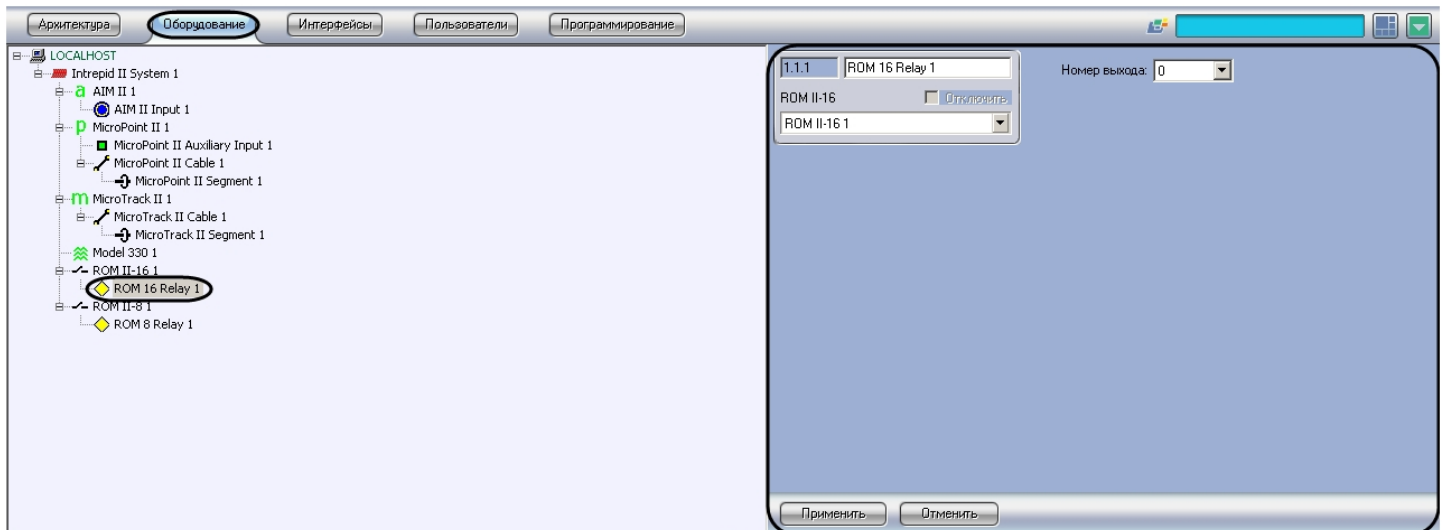 Архитектура
Оборудование
Интерфейсы
Пользователи
Программирование
LOCALHOST
Intrepid II System 1
a AIM II 1
AIM II Input 1
p MicroPoint II 1
MicroPoint II Auxiliary Input 1
MicroPoint II Cable 1
MicroPoint II Segment 1
m MicroTrack II 1
MicroTrack II Cable 1
MicroTrack II Segment 1
Model 330 1
ROM II-16 1
ROM 16 Relay 1
ROM II-8 1
ROM 8 Relay 1
1.1.1 ROM 16 Relay 1
ROM II-16 Отключить
ROM II-16 1
Номер выхода: 0
Применить
Отменить